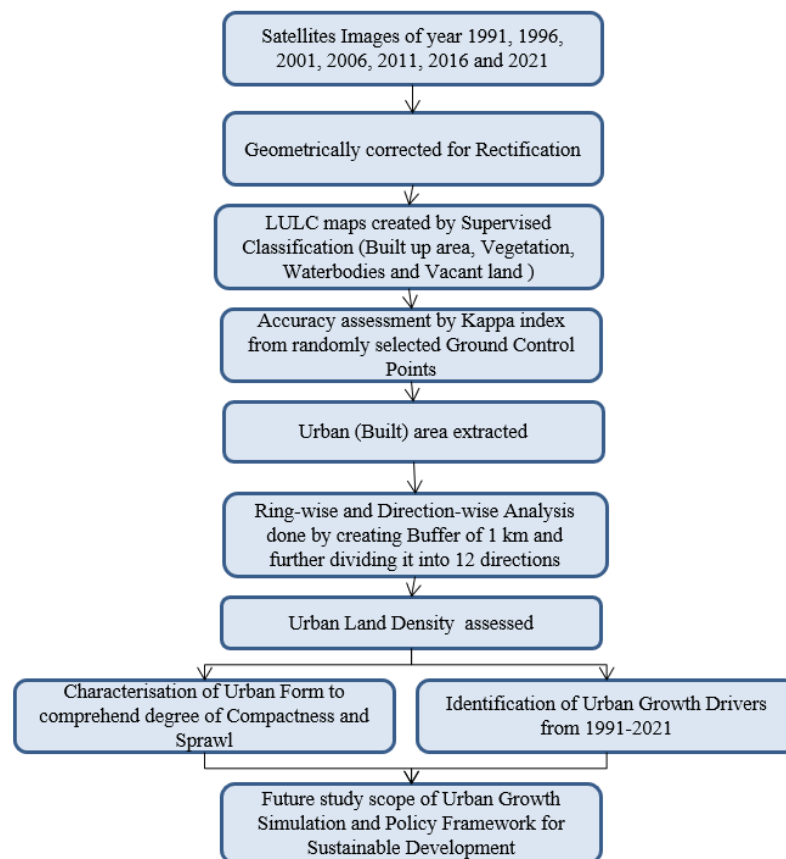 Satellites Images of year 1991, 1996,
2001, 2006, 2011, 2016 and 2021
Geometrically corrected for Rectification
LULC maps created by Supervised
Classification (Built up area, Vegetation,
Waterbodies and Vacant land )
Accuracy assessment by Kappa index
from randomly selected Ground Control
Points
Urban (Built) area extracted
Ring-wise and Direction-wise Analysis
done by creating Buffer of 1 km and
further dividing it into 12 directions
Urban Land Density assessed
Characterisation of Urban Form to
comprehend degree of Compactness and
Sprawl
Identification of Urban Growth Drivers
from 1991-2021
Future study scope of Urban Growth
Simulation and Policy Framework for
Sustainable Development